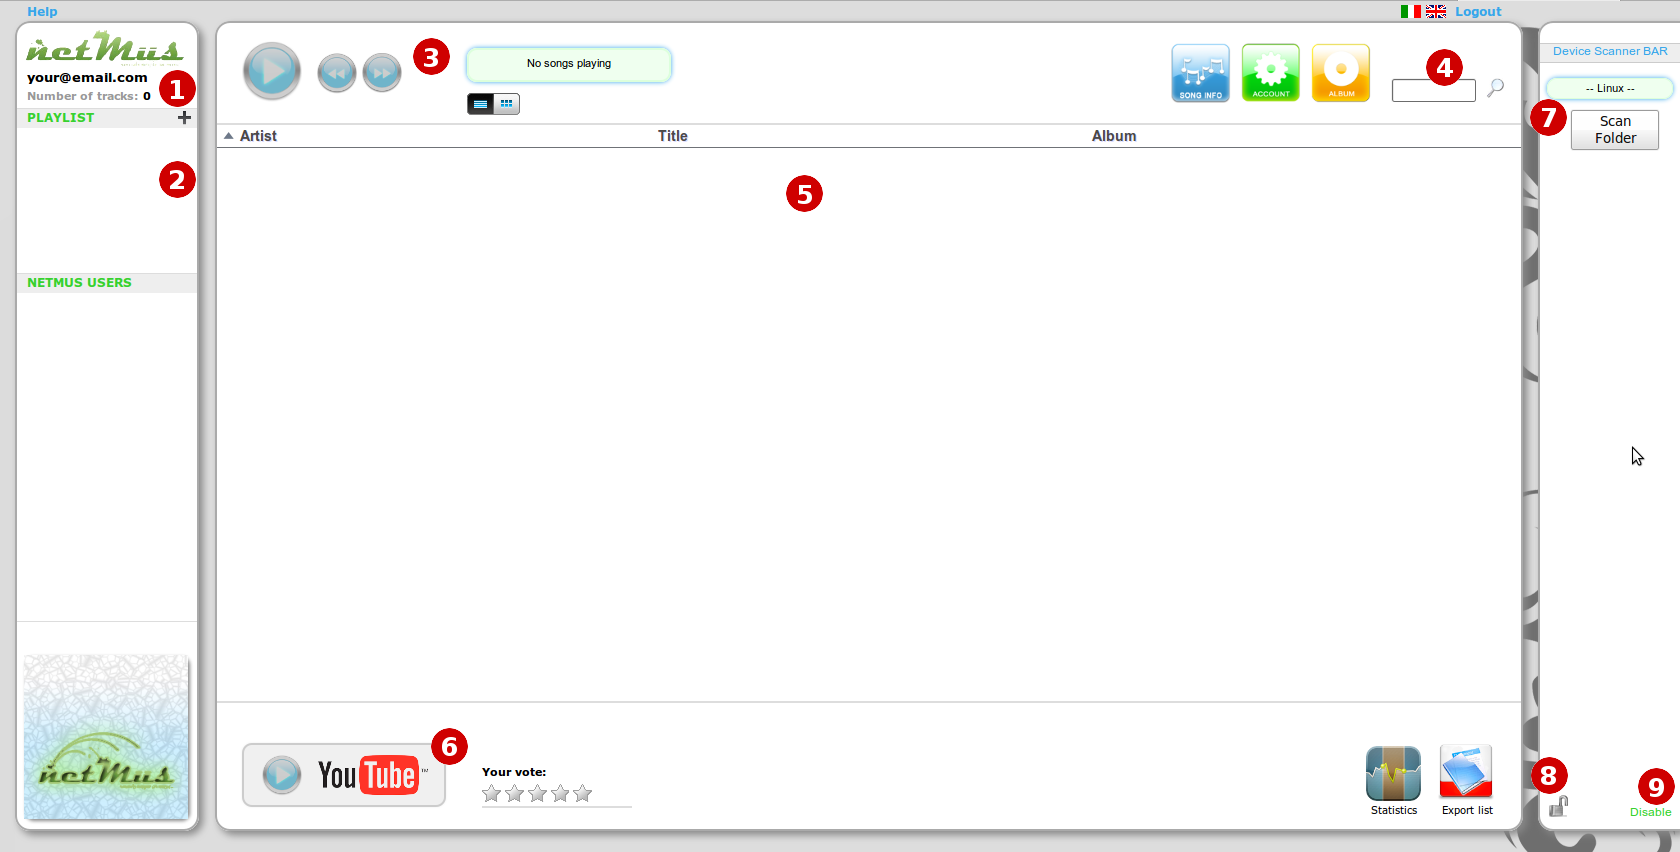 Help
Logout
netMus
your@email.com
Number of tracks: 0
1
PLAYLIST
2
NETMUS USERS
netMus
3
No songs playing
SONG INFO
ACCOUNT
ALBUM
4
Artist Title Album
5
YouTube™
6
Your vote:
Statistics
Export list
Device Scanner BAR
-- Linux --
7
Scan
Folder
8
9
Disable